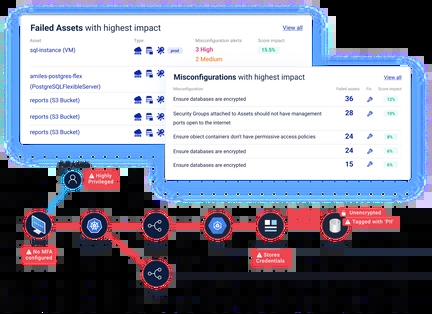 Failed Assets with highest impact
View all
Asset Type Misconfiguration alerts Score impact
sql-instance (VM) prod 3 High 15.5%
2 Medium
amiles-postgres-flex
(PostgreSQLFlexibleServer)
reports (S3 Bucket)
reports (S3 Bucket)
reports (S3 Bucket)
Misconfigurations with highest impact
View all
Misconfiguration Failed assets Fix Score impact
Ensure databases are encrypted 36 12%
Security Groups attached to Assets should not have management 28 10%
ports open to the internet
Ensure object containers don't have permissive access policies 24 8%
Ensure databases are encrypted 24 6%
Ensure databases are encrypted 15 6%
Highly
Privileged
Unencrypted
Tagged with 'PII'
No MFA
configured
Stores
Credentials